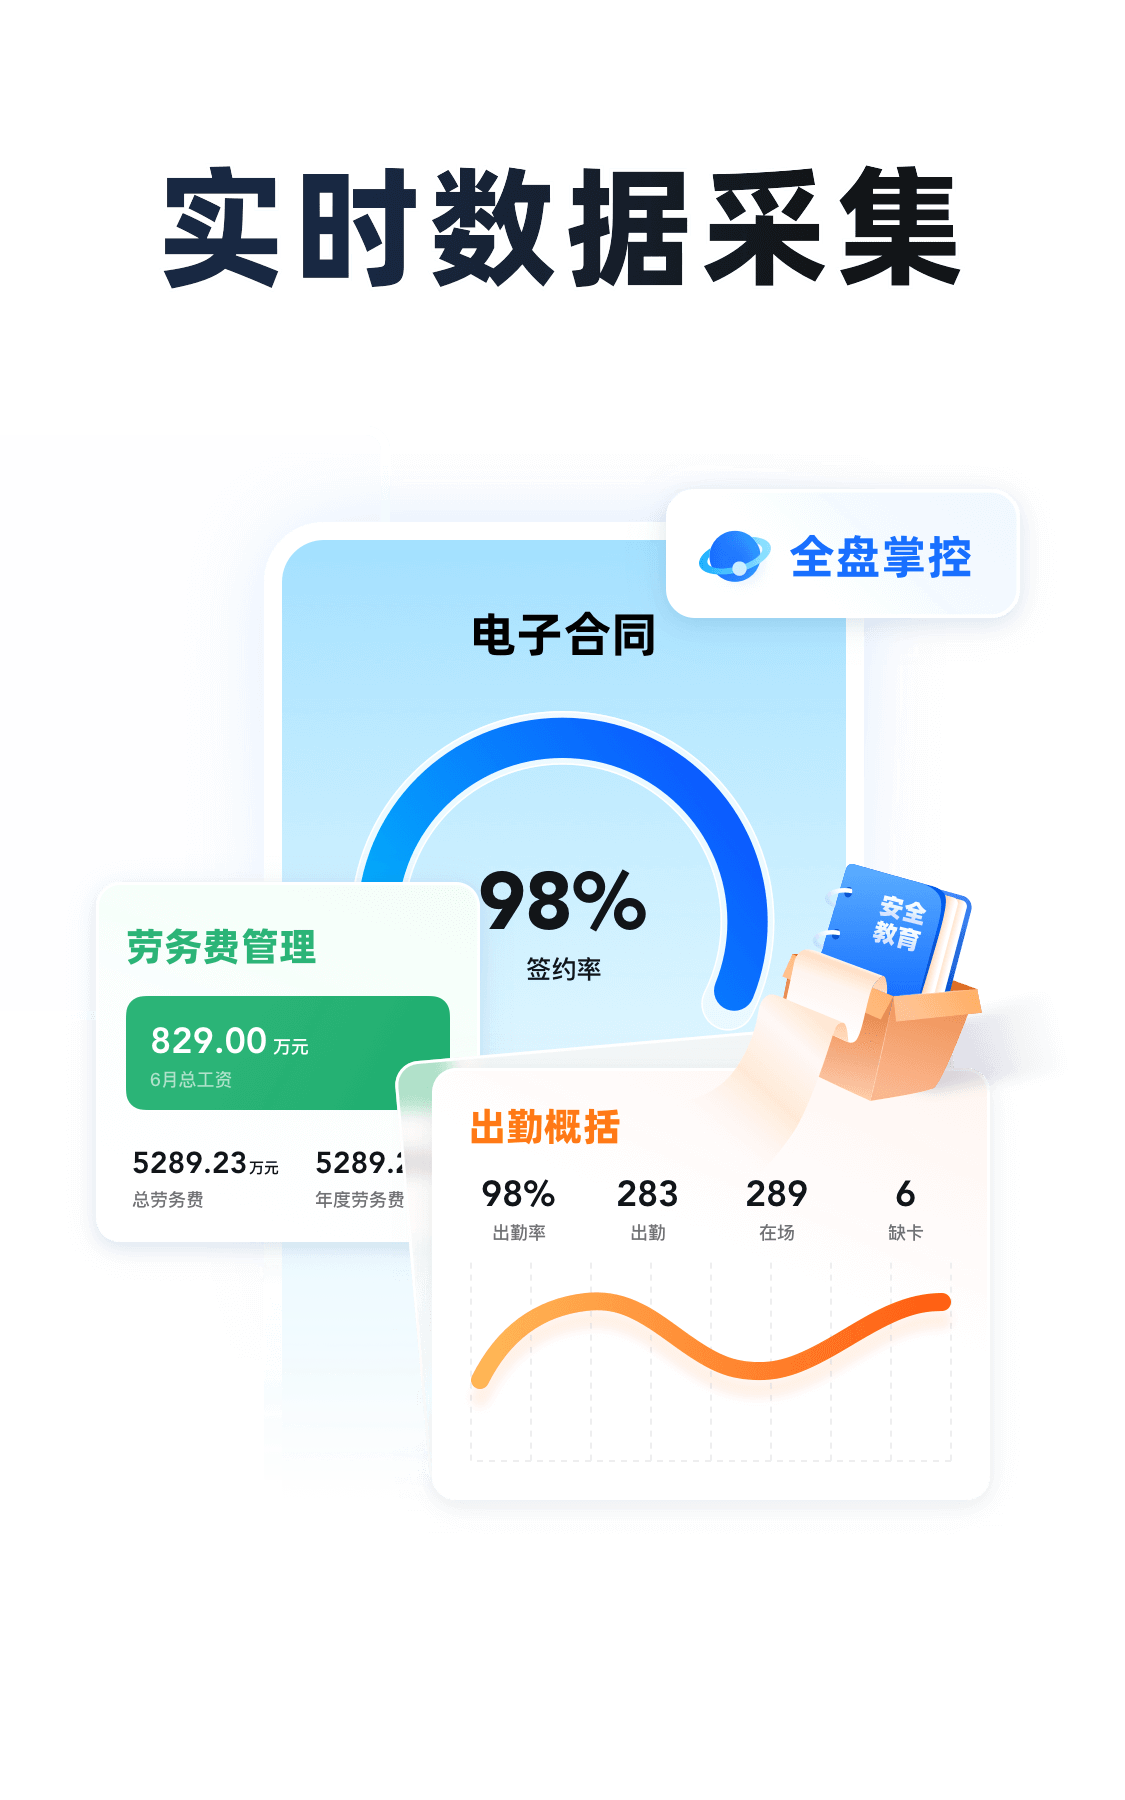 实时数据采集
全盘掌控
电子合同
98%
签约率
安全
教育
劳务费管理
829.00 万元
6月总工资
5289.23万元 5289.2
总劳务费 年度劳务费
出勤概括
98% 283 289 6
出勤率 出勤 在场 缺卡